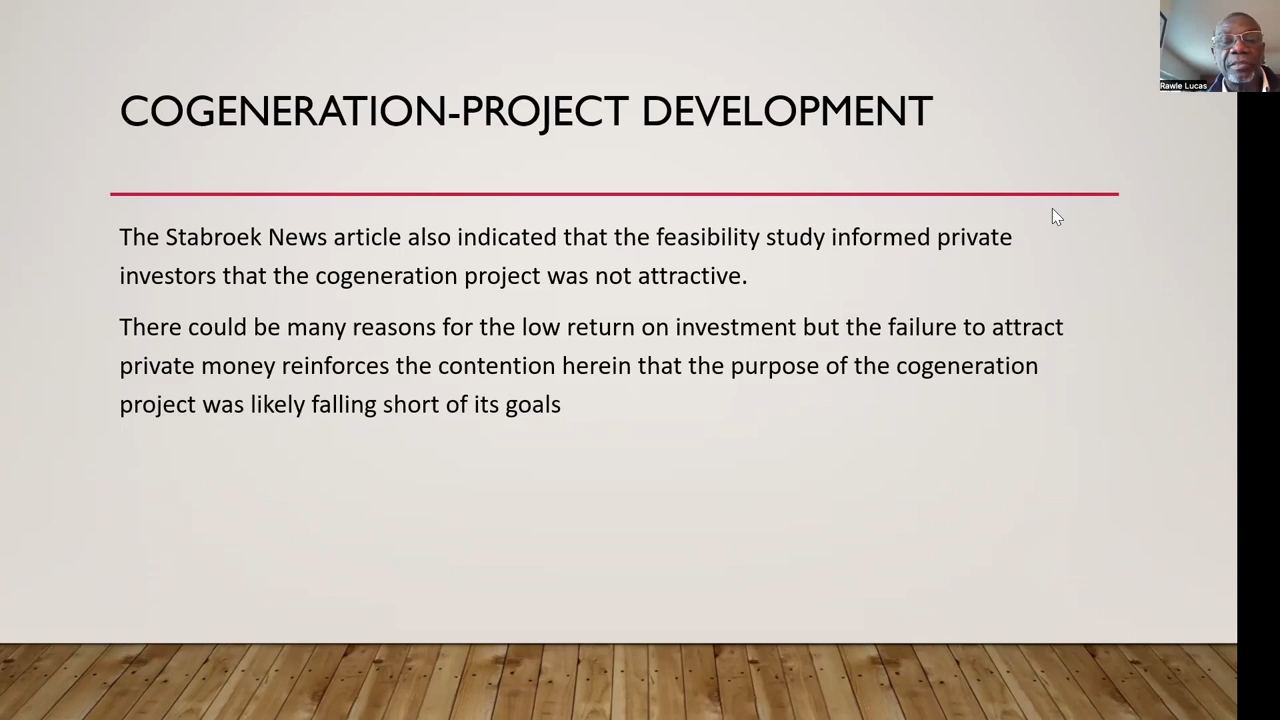 COGENERATION-PROJECT DEVELOPMENT
The Stabroek News article also indicated that the feasibility study informed private
investors that the cogeneration project was not attractive.
There could be many reasons for the low return on investment but the failure to attract
private money reinforces the contention herein that the purpose of the cogeneration
project was likely falling short of its goals
Rawle Lucas